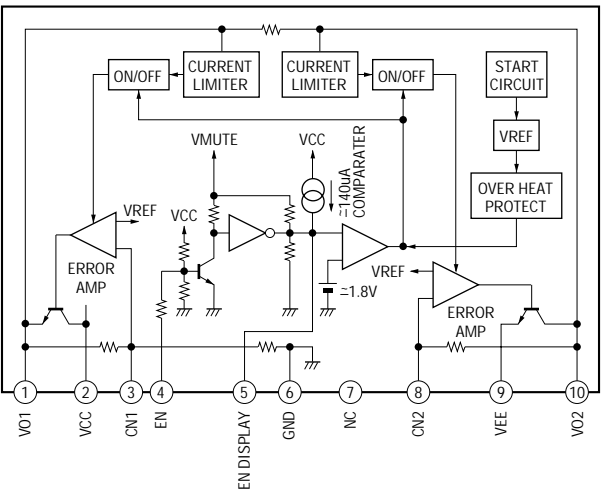 CURRENT
LIMITER
CURRENT
LIMITER
START
CIRCUIT
ON/OFF
ON/OFF
VMUTE
VCC
≃140uA
COMPARATER
VREF
OVER HEAT
PROTECT
VREF
VCC
ERROR
AMP
≃1.8V
VREF
ERROR
AMP
1
2
3
4
5
6
7
8
9
10
VO1
VCC
CN1
EN
EN DISPLAY
GND
NC
CN2
VEE
VO2